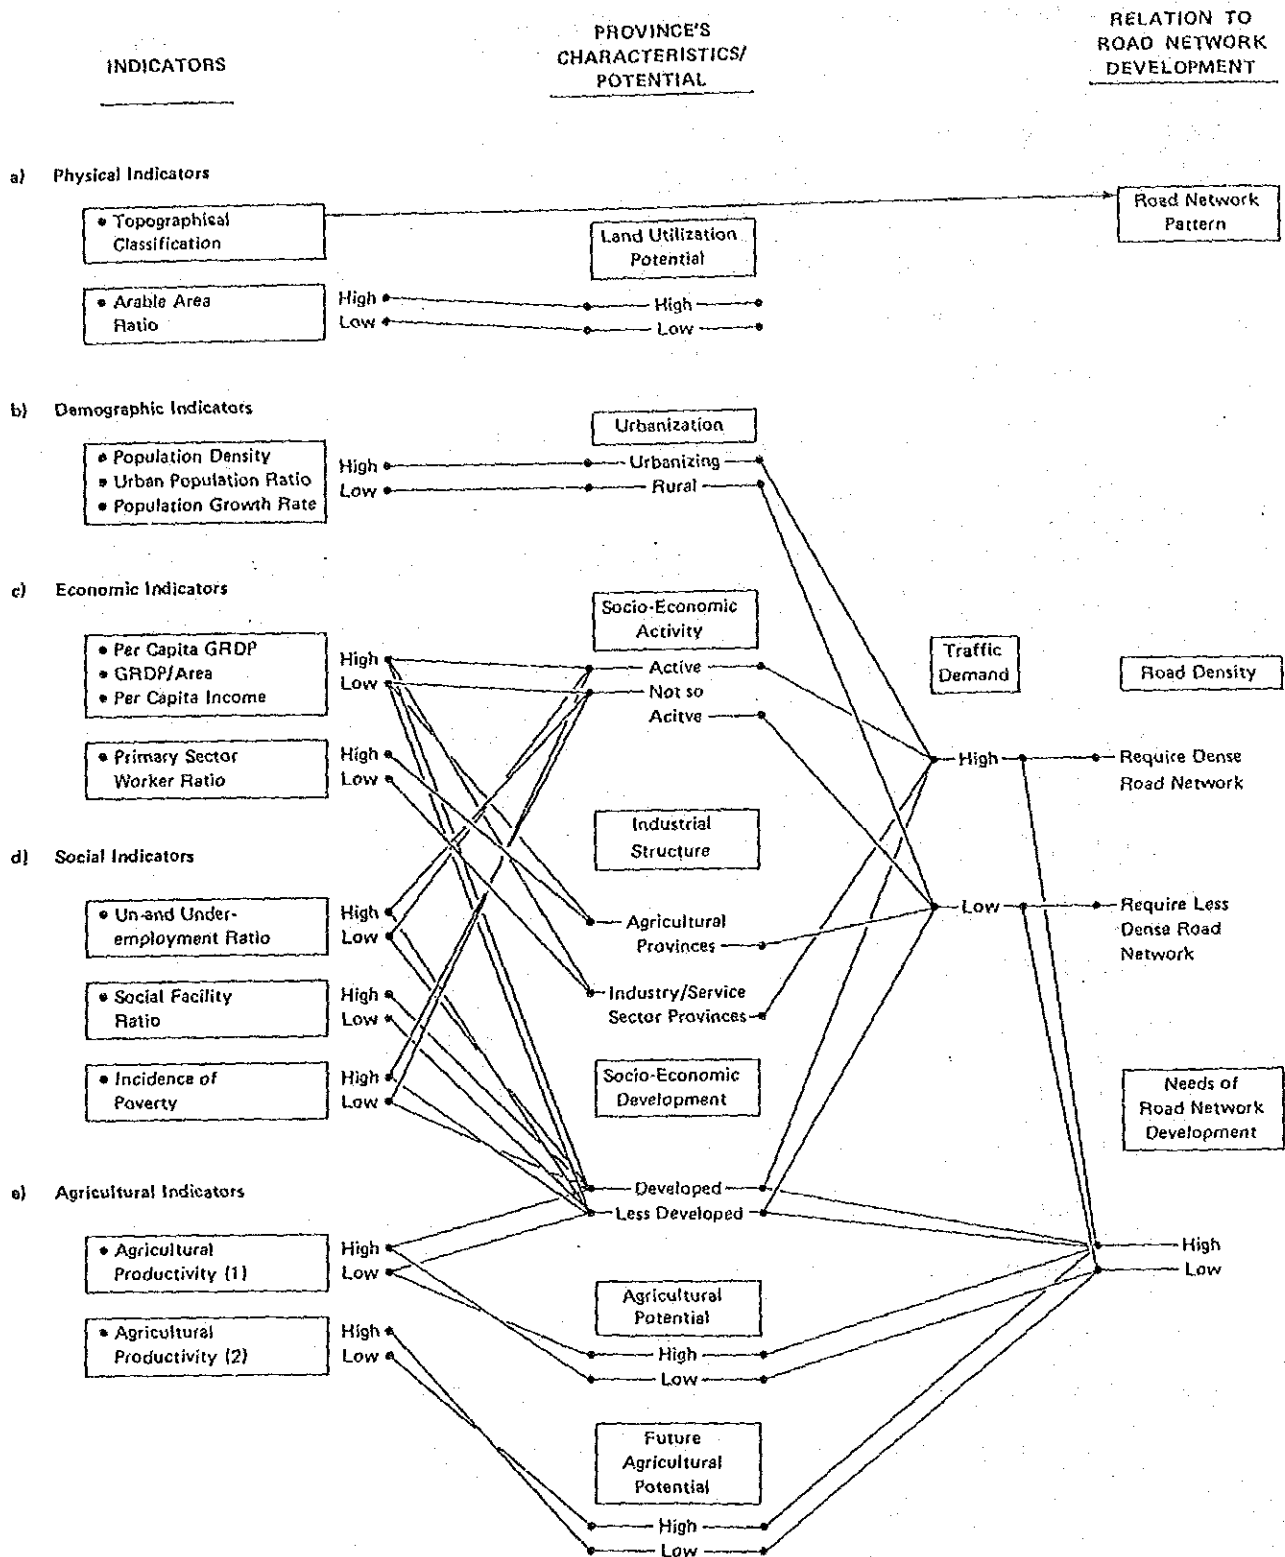 INDICATORS
PROVINCE'S
CHARACTERISTICS/
POTENTIAL
RELATION TO
ROAD NETWORK
DEVELOPMENT
a) Physical Indicators
• Topographical
Classification
Land Utilization
Potential
Road Network
Pattern
• Arable Area
Ratio
High
Low
High
Low
b) Demographic Indicators
Urbanization
• Population Density
• Urban Population Ratio
• Population Growth Rate
High
Low
Urbanizing
Rural
c) Economic Indicators
Socio-Economic
Activity
• Per Capita GRDP
• GRDP/Area
• Per Capita Income
High
Low
Active
Not so
Acitve
Traffic
Demand
Road Density
• Primary Sector
Worker Ratio
High
Low
High
Require Dense
Road Network
Industrial
Structure
d) Social Indicators
• Un-and Under-
employment Ratio
High
Low
Agricultural
Provinces
Low
Require Less
Dense Road
Network
• Social Facility
Ratio
High
Low
Industry/Service
Sector Provinces
• Incidence of
Poverty
High
Low
Socio-Economic
Development
Needs of
Road Network
Development
e) Agricultural Indicators
Developed
Less Developed
• Agricultural
Productivity (1)
High
Low
High
Low
Agricultural
Potential
• Agricultural
Productivity (2)
High
Low
High
Low
Future
Agricultural
Potential
High
Low